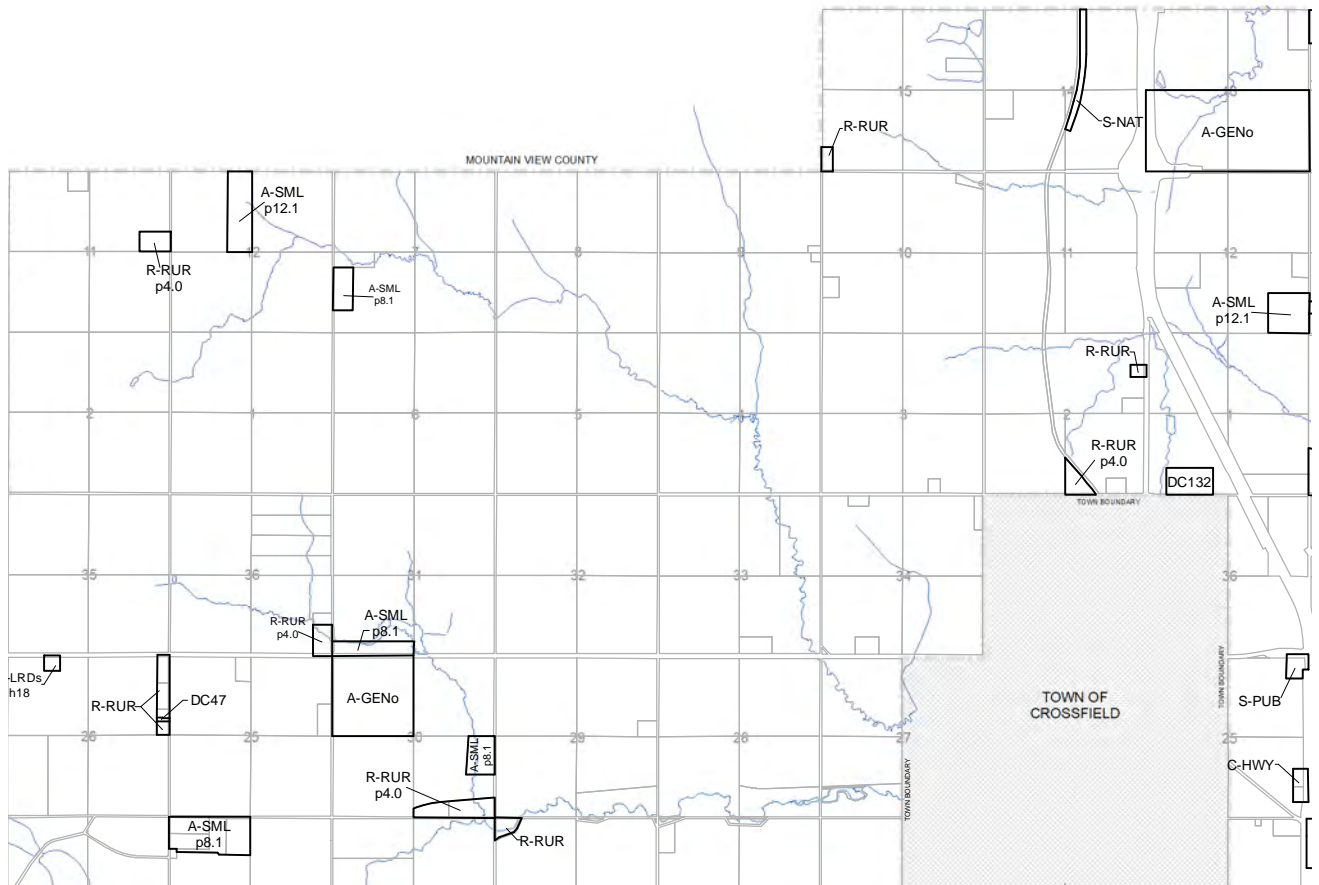 15
14
13
S-NAT
A-GENo
R-RUR
MOUNTAIN VIEW COUNTY
A-SML
p12.1
11
12
7
8
9
10
11
12
R-RUR
p4.0
A-SML
p8.1
A-SML
p12.1
R-RUR
2
1
6
5
4
3
2
1
R-RUR
p4.0
DC132
TOWN BOUNDARY
35
36
31
32
33
34
36
R-RUR
p4.0
A-SML
p8.1
-LRDs
h18
R-RUR
DC47
A-GENo
TOWN OF
CROSSFIELD
TOWN BOUNDARY
S-PUB
26
25
30
29
28
27
25
A-SML
p8.1
R-RUR
p4.0
TOWN BOUNDARY
C-HWY
A-SML
p8.1
R-RUR